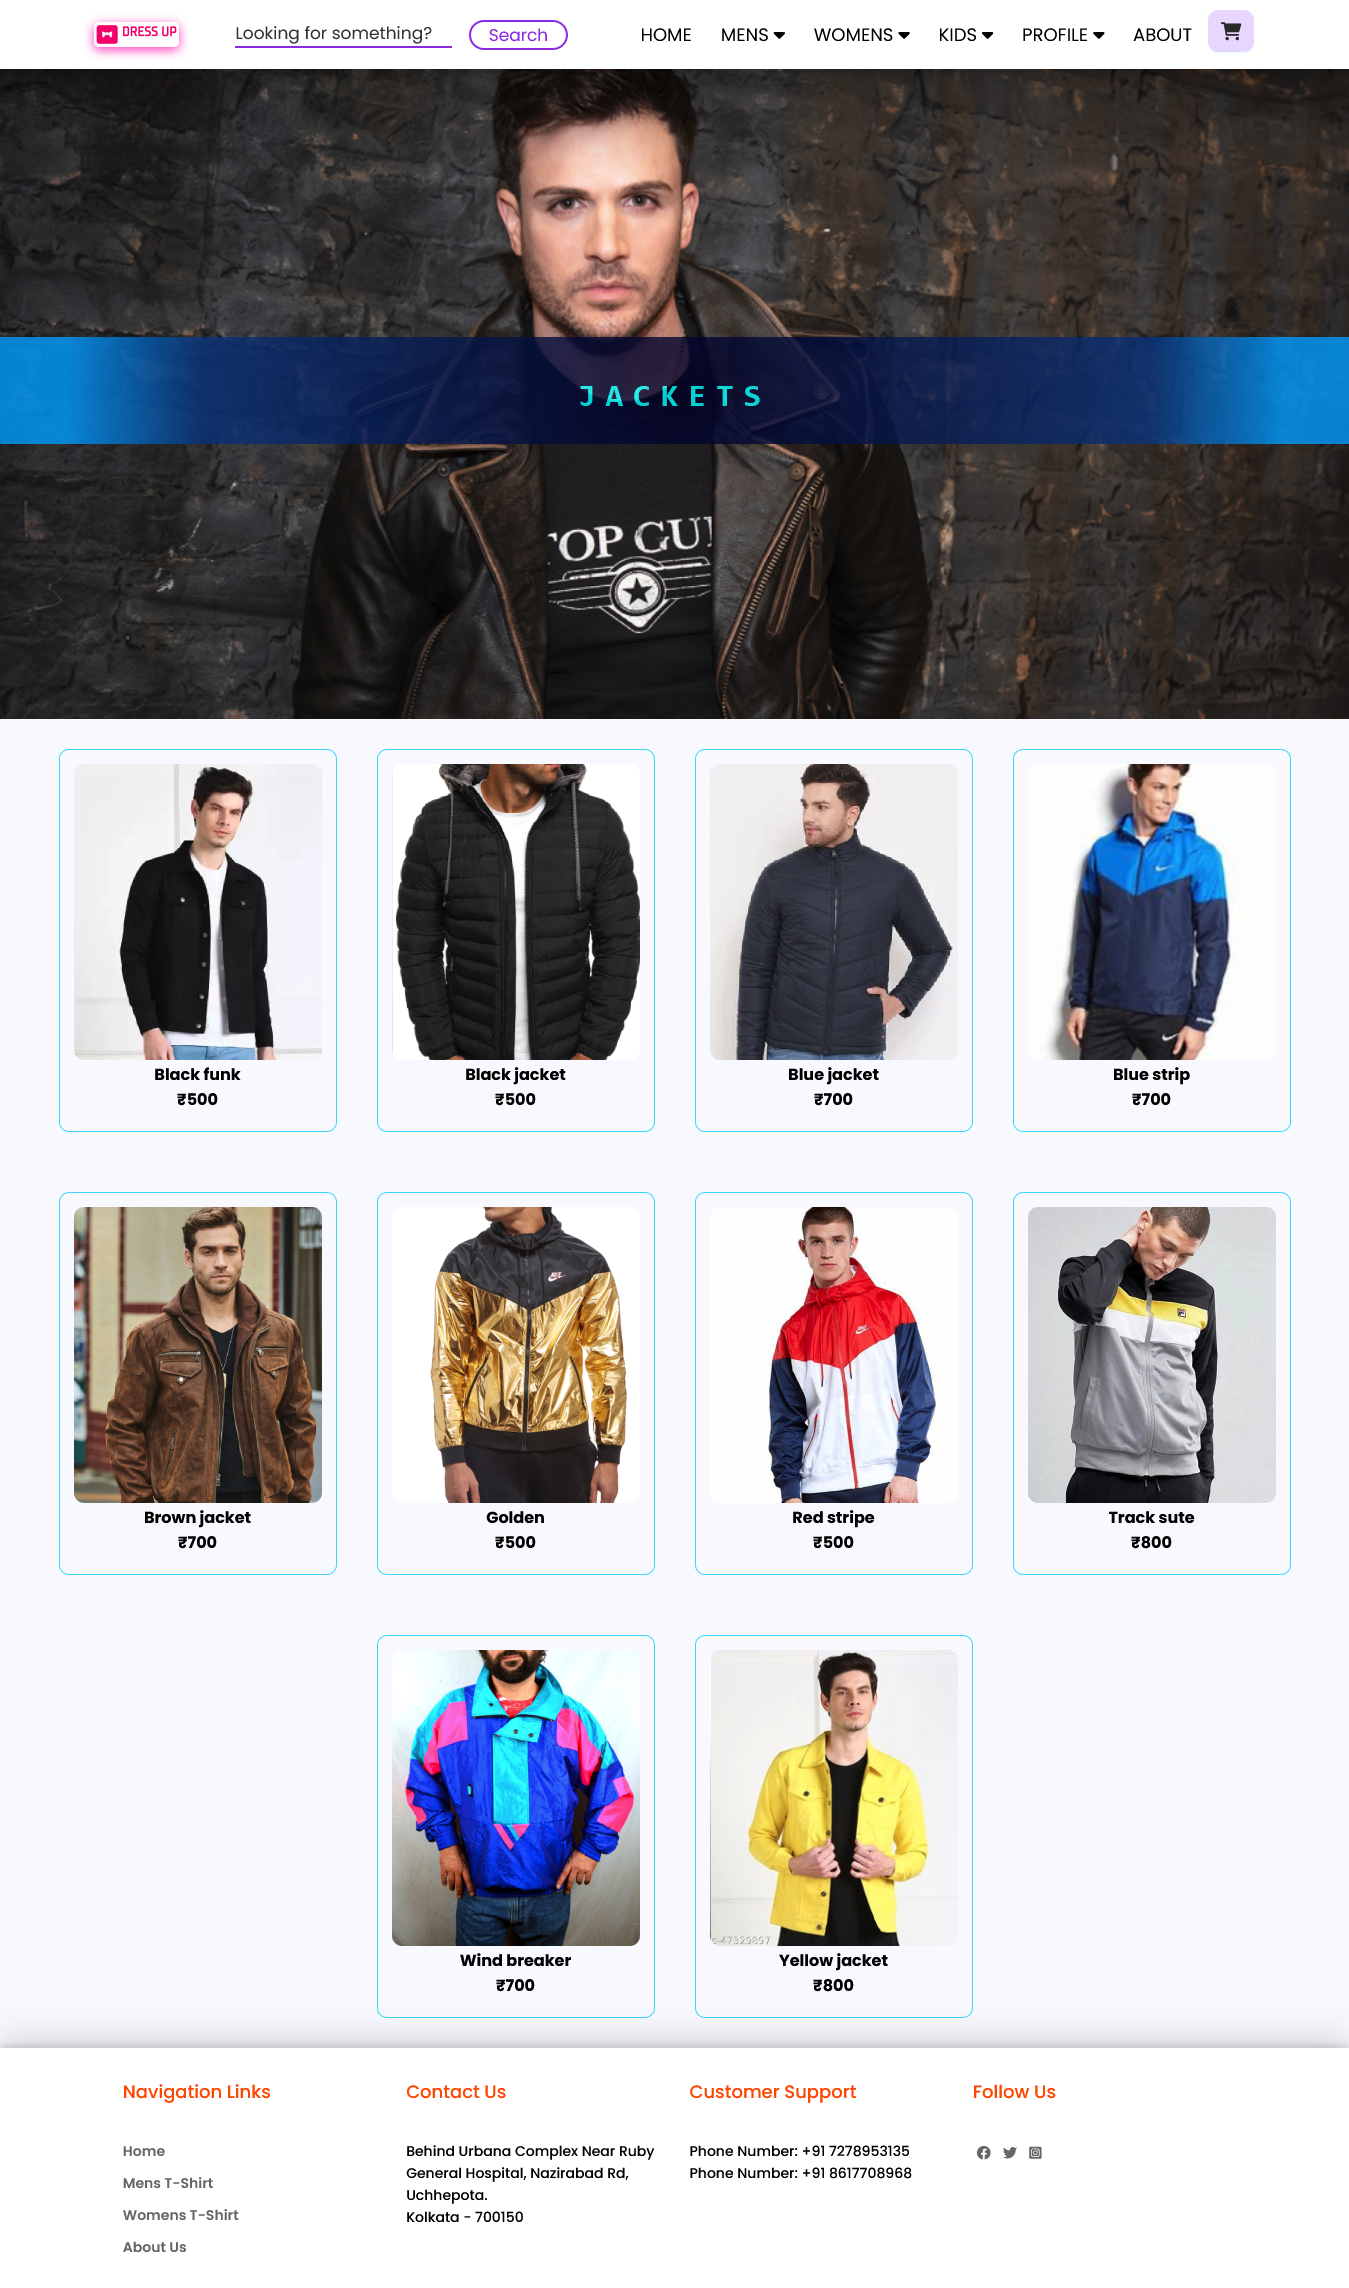 DRESS UP
Looking for something?
Search
HOME MENS WOMENS KIDS PROFILE ABOUT
JACKETS
TOP GU
Black funk
₹500
Black jacket
₹500
Blue jacket
₹700
Blue strip
₹700
Brown jacket
₹700
Golden
₹500
Red stripe
₹500
Track sute
₹800
s-47329897
Wind breaker
₹700
Yellow jacket
₹800
Navigation Links
Home
Mens T-Shirt
Womens T-Shirt
About Us
Contact Us
Behind Urbana Complex Near Ruby
General Hospital, Nazirabad Rd,
Uchhepota.
Kolkata - 700150
Customer Support
Phone Number: +91 7278953135
Phone Number: +91 8617708968
Follow Us